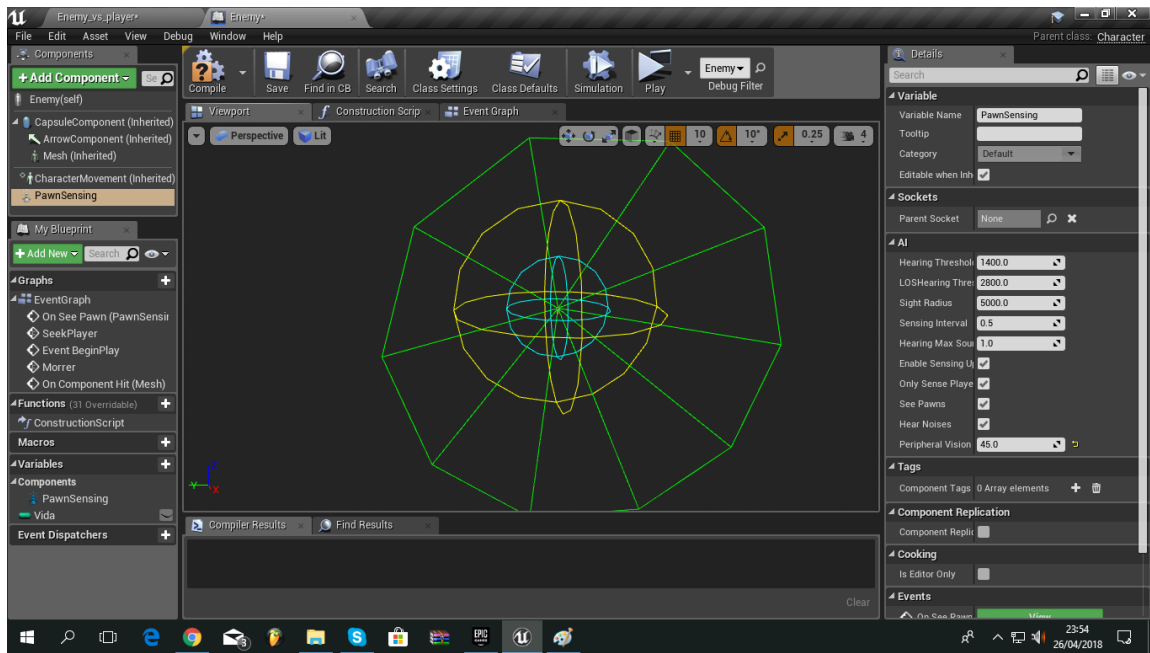 Enemy_vs_player*
Enemy*
File Edit Asset View Debug Window Help
Parent class: Character
Components
+ Add Component
Se
Enemy(self)
CapsuleComponent (Inherited)
ArrowComponent (Inherited)
Mesh (Inherited)
CharacterMovement (Inherited)
PawnSensing
My Blueprint
+ Add New
Search
Graphs
EventGraph
On See Pawn (PawnSensir
SeekPlayer
Event BeginPlay
Morrer
On Component Hit (Mesh)
Functions (31 Overridable)
ConstructionScript
Macros
Variables
Components
PawnSensing
Vida
Event Dispatchers
Compile
Save
Find in CB
Search
Class Settings
Class Defaults
Simulation
Play
Enemy
Debug Filter
Viewport
Construction Scrip
Event Graph
Perspective
Lit
10
10°
0.25
4
Z
Y
X
Compiler Results
Find Results
Clear
Details
Search
Variable
Variable Name PawnSensing
Tooltip
Category Default
Editable when Inh
Sockets
Parent Socket None
AI
Hearing Threshol 1400.0
LOSHearing Thre 2800.0
Sight Radius 5000.0
Sensing Interval 0.5
Hearing Max Sou 1.0
Enable Sensing U
Only Sense Playe
See Pawns
Hear Noises
Peripheral Vision 45.0
Tags
Component Tags 0 Array elements
Component Replication
Component Replic
Cooking
Is Editor Only
Events
On See Pawn View
3
EPIC
GAMES
23:54
26/04/2018